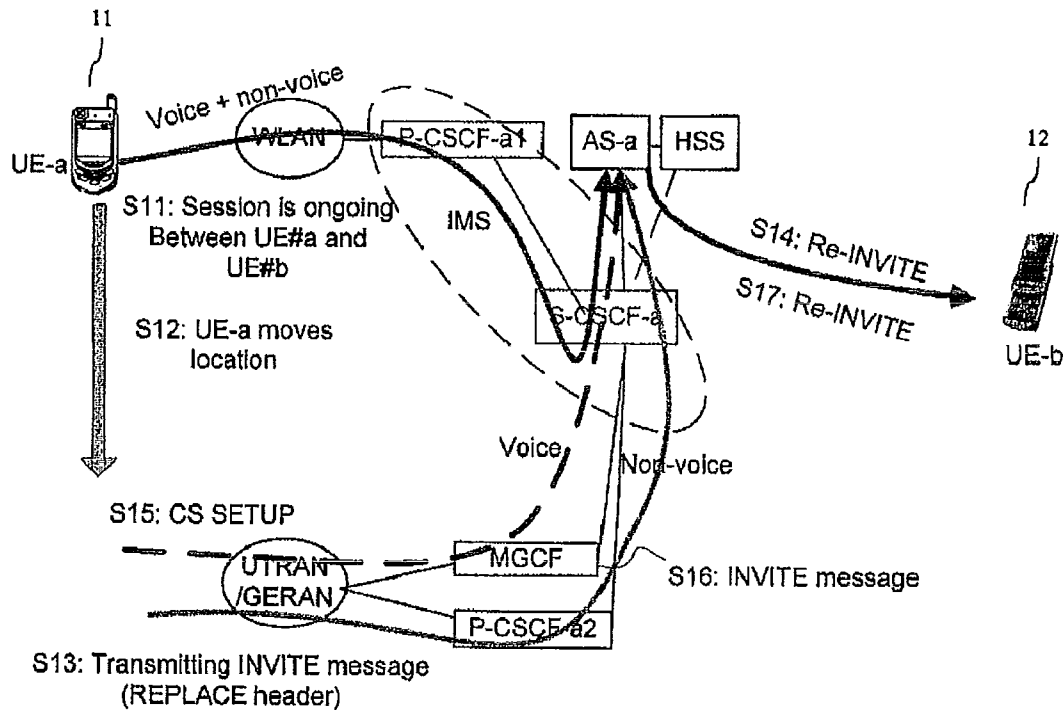 11
Voice + non-voice
WLAN
P-CSCF-a1
AS-a
HSS
12
UE-a
S11: Session is ongoing
Between UE#a and
UE#b
IMS
S14: Re-INVITE
S17: Re-INVITE
S-CSCF-a
UE-b
S12: UE-a moves
location
Voice
Non-voice
S15: CS SETUP
MGCF
UTRAN
/GERAN
S16: INVITE message
P-CSCF-a2
S13: Transmitting INVITE message
(REPLACE header)